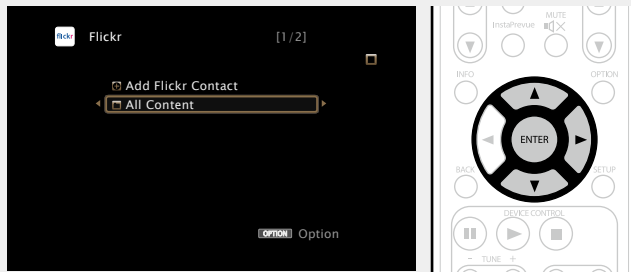 flickr Flickr [1/2]
Add Flickr Contact
All Content
OPTION Option
MUTE
InstaPrevue
INFO OPTION
ENTER
BACK SETUP
DEVICE CONTROL
- TUNE +